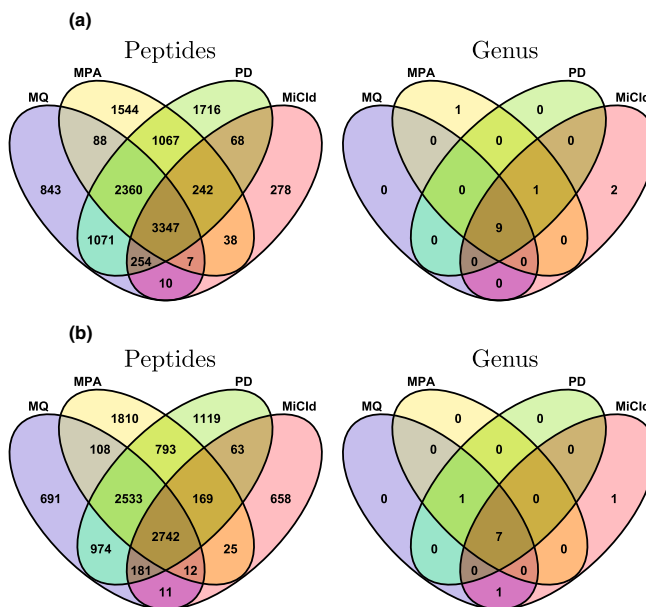 (a)
Peptides Genus
MPA PD MPA PD
MQ MiCId MQ MiCId
1544 1716 1 0
88 1067 68 0 0 0
843 2360 242 278 0 0 1 2
3347 9
1071 38 0 0
254 7 0 0
10 0
(b)
Peptides Genus
MPA PD MPA PD
MQ MiCId MQ MiCId
1810 1119 0 0
108 793 63 0 0 0
691 2533 169 658 0 1 0 1
2742 7
974 25 0 0
181 12 0 0
11 1